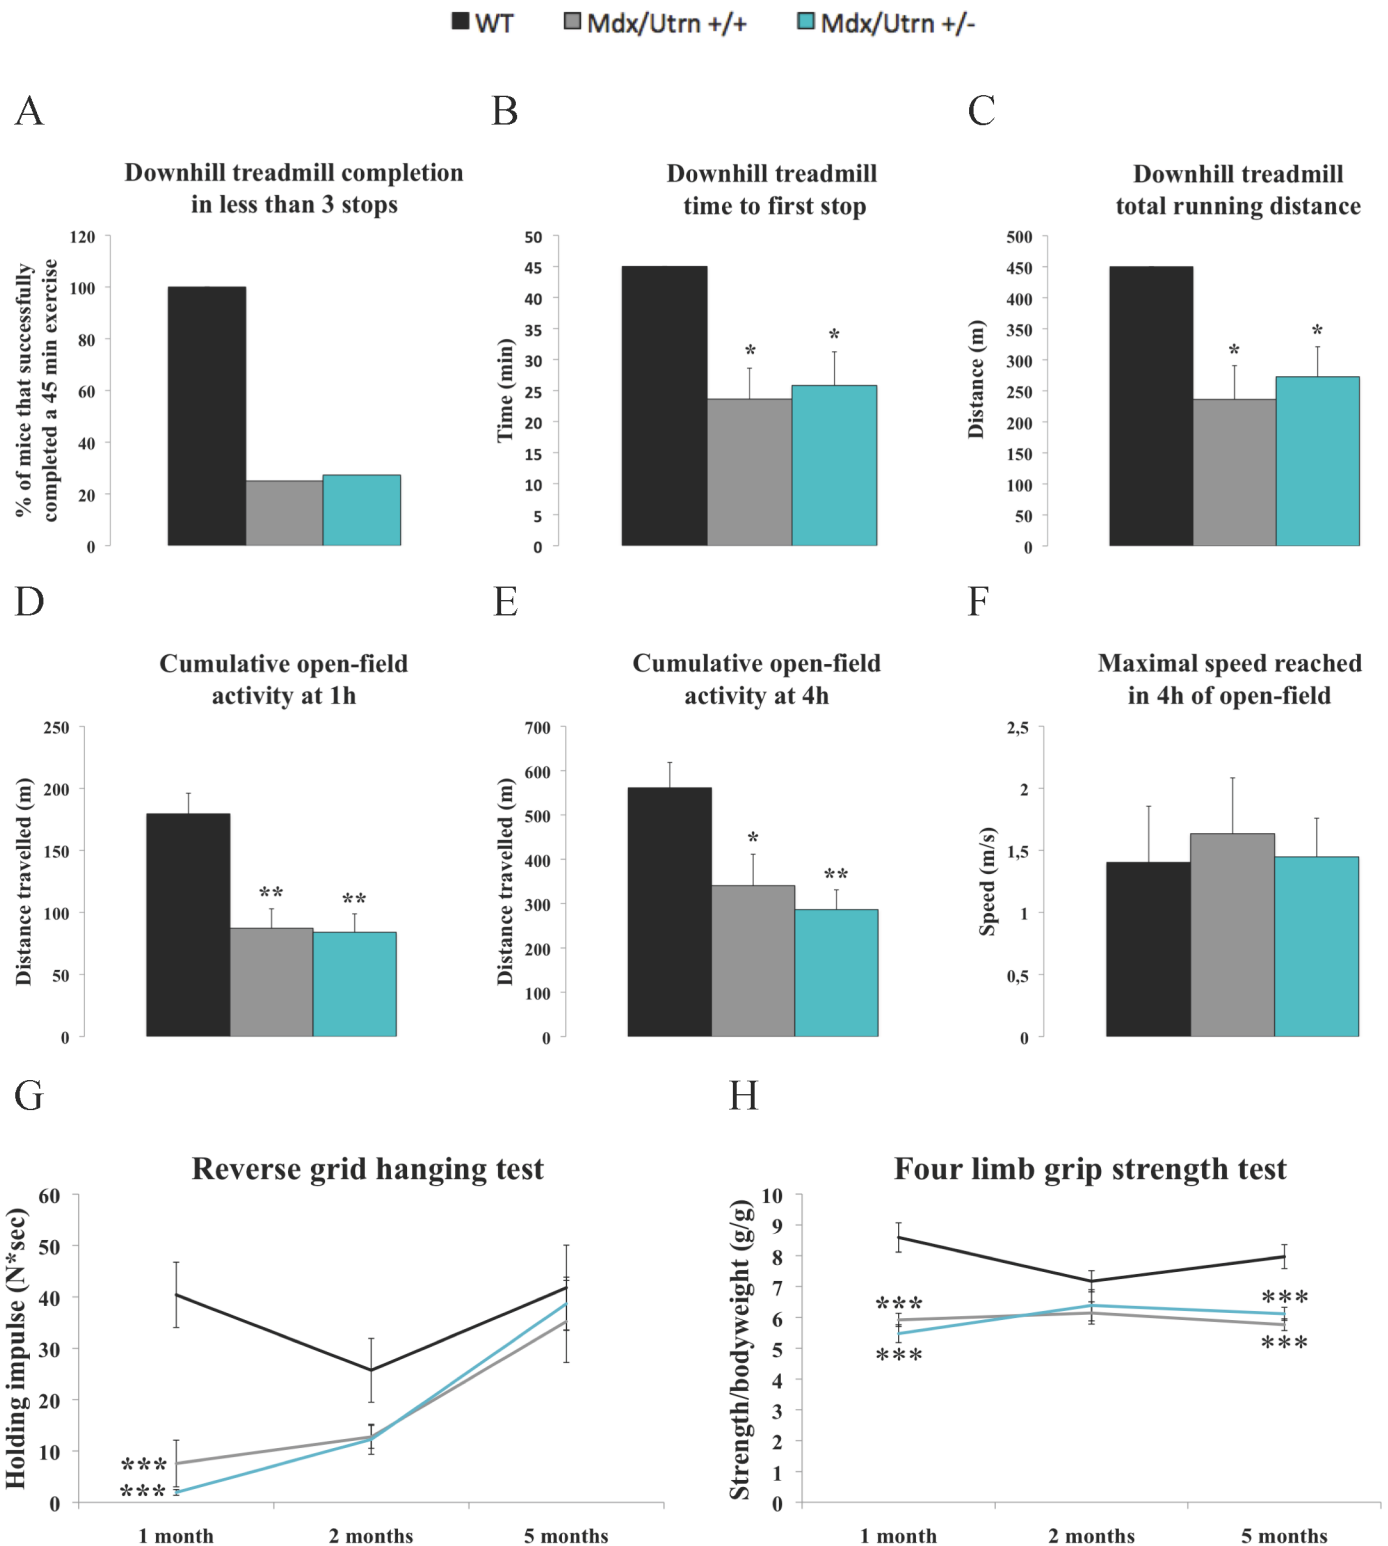 WT Mdx/Utrn +/+ Mdx/Utrn +/-
A B C
Downhill treadmill completion
in less than 3 stops
% of mice that successfully
completed a 45 min exercise
120
100
80
60
40
20
0
Downhill treadmill
time to first stop
Time (min)
50
45
40
35
30
25
20
15
10
5
0
*
*
Downhill treadmill
total running distance
Distance (m)
500
450
400
350
300
250
200
150
100
50
0
*
*
D E F
Cumulative open-field
activity at 1h
Distance travelled (m)
250
200
150
100
50
0
**
**
Cumulative open-field
activity at 4h
Distance travelled (m)
700
600
500
400
300
200
100
0
*
**
Maximal speed reached
in 4h of open-field
Speed (m/s)
2,5
2
1,5
1
0,5
0
G H
Reverse grid hanging test
Holding impulse (N*sec)
60
50
40
30
20
10
0
***
***
1 month 2 months 5 months
Four limb grip strength test
Strength/bodyweight (g/g)
10
9
8
7
6
5
4
3
2
1
0
***
***
***
***
1 month 2 months 5 months